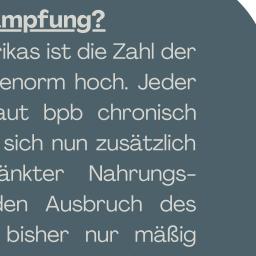 ämpfung?
rikas ist die Zahl der
enorm hoch. Jeder
aut bpb chronisch
sich nun zusätzlich
änkter Nahrungs-
den Ausbruch des
bisher nur mäßig